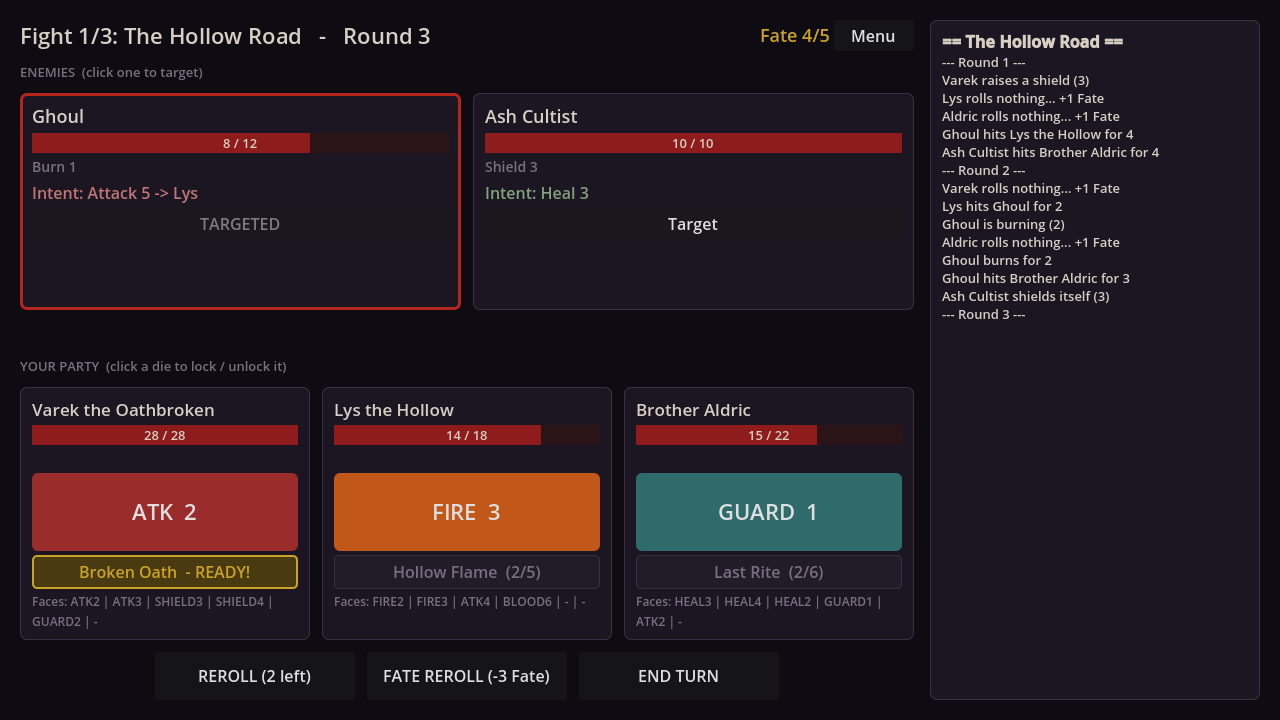 Fight 1/3: The Hollow Road   -   Round 3
Fate 4/5
Menu
ENEMIES  (click one to target)
Ghoul
8 / 12
Burn 1
Intent: Attack 5 -> Lys
TARGETED
Ash Cultist
10 / 10
Shield 3
Intent: Heal 3
Target
YOUR PARTY  (click a die to lock / unlock it)
Varek the Oathbroken
28 / 28
ATK  2
Broken Oath  - READY!
Faces: ATK2 | ATK3 | SHIELD3 | SHIELD4 |
GUARD2 | -
Lys the Hollow
14 / 18
FIRE  3
Hollow Flame  (2/5)
Faces: FIRE2 | FIRE3 | ATK4 | BLOOD6 | - | -
Brother Aldric
15 / 22
GUARD  1
Last Rite  (2/6)
Faces: HEAL3 | HEAL4 | HEAL2 | GUARD1 |
ATK2 | -
REROLL (2 left)
FATE REROLL (-3 Fate)
END TURN
== The Hollow Road ==
--- Round 1 ---
Varek raises a shield (3)
Lys rolls nothing... +1 Fate
Aldric rolls nothing... +1 Fate
Ghoul hits Lys the Hollow for 4
Ash Cultist hits Brother Aldric for 4
--- Round 2 ---
Varek rolls nothing... +1 Fate
Lys hits Ghoul for 2
Ghoul is burning (2)
Aldric rolls nothing... +1 Fate
Ghoul burns for 2
Ghoul hits Brother Aldric for 3
Ash Cultist shields itself (3)
--- Round 3 ---